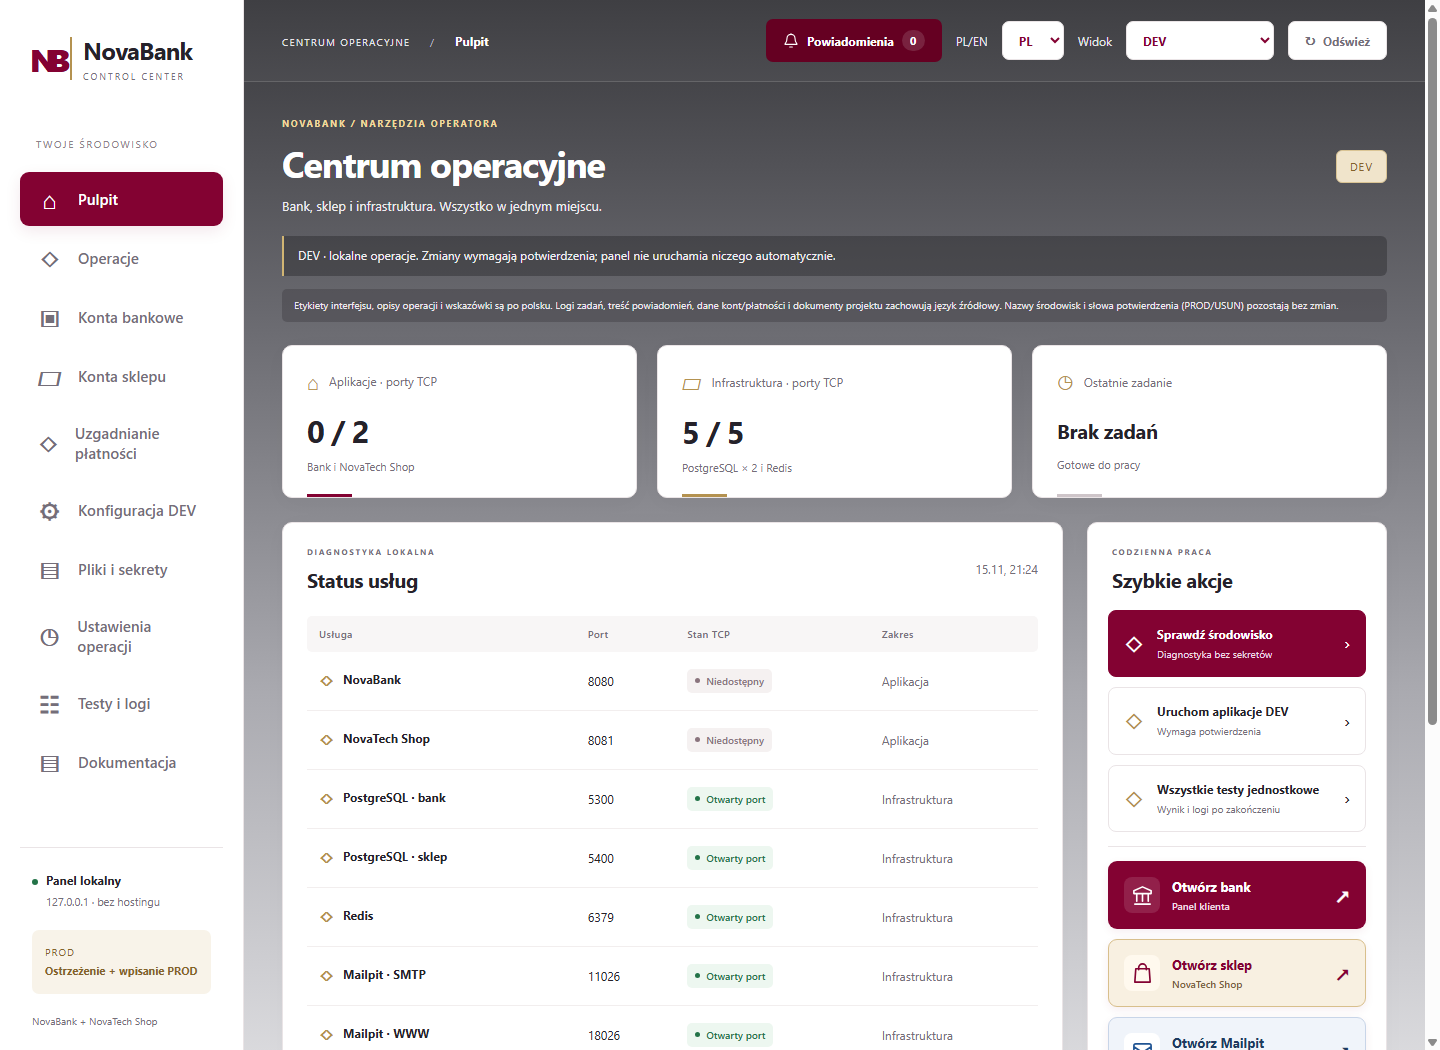 NB
NovaBank
CONTROL CENTER
TWOJE ŚRODOWISKO
Pulpit
Operacje
Konta bankowe
Konta sklepu
Uzgadnianie
płatności
Konfiguracja DEV
Pliki i sekrety
Ustawienia
operacji
Testy i logi
Dokumentacja
Panel lokalny
127.0.0.1 · bez hostingu
PROD
Ostrzeżenie + wpisanie PROD
NovaBank + NovaTech Shop
CENTRUM OPERACYJNE / Pulpit
Powiadomienia 0
PL/EN
PL
Widok
DEV
↻ Odśwież
NOVABANK / NARZĘDZIA OPERATORA
Centrum operacyjne
DEV
Bank, sklep i infrastruktura. Wszystko w jednym miejscu.
DEV · lokalne operacje. Zmiany wymagają potwierdzenia; panel nie uruchamia niczego automatycznie.
Etykiety interfejsu, opisy operacji i wskazówki są po polsku. Logi zadań, treść powiadomień, dane kont/płatności i dokumenty projektu zachowują język źródłowy. Nazwy środowisk i słowa potwierdzenia (PROD/USUN) pozostają bez zmian.
Aplikacje · porty TCP
0 / 2
Bank i NovaTech Shop
Infrastruktura · porty TCP
5 / 5
PostgreSQL × 2 i Redis
Ostatnie zadanie
Brak zadań
Gotowe do pracy
DIAGNOSTYKA LOKALNA
Status usług
15.11, 21:24
Usługa Port Stan TCP Zakres
NovaBank 8080 Niedostępny Aplikacja
NovaTech Shop 8081 Niedostępny Aplikacja
PostgreSQL · bank 5300 Otwarty port Infrastruktura
PostgreSQL · sklep 5400 Otwarty port Infrastruktura
Redis 6379 Otwarty port Infrastruktura
Mailpit · SMTP 11026 Otwarty port Infrastruktura
Mailpit · WWW 18026 Otwarty port Infrastruktura
CODZIENNA PRACA
Szybkie akcje
Sprawdź środowisko
Diagnostyka bez sekretów
Uruchom aplikacje DEV
Wymaga potwierdzenia
Wszystkie testy jednostkowe
Wynik i logi po zakończeniu
Otwórz bank
Panel klienta
Otwórz sklep
NovaTech Shop
Otwórz Mailpit